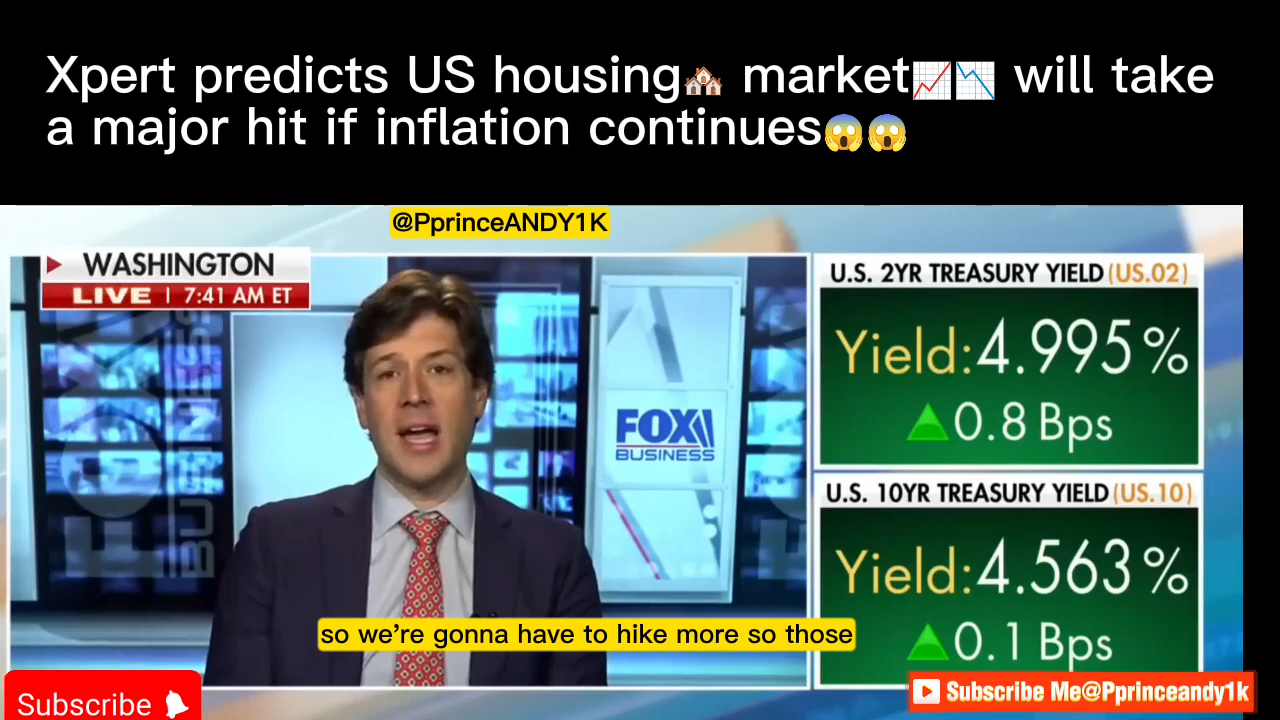 Xpert predicts US housing🏘️ market📈📉 will take
a major hit if inflation continues😱😱
@PprinceANDY1K
WASHINGTON
LIVE | 7:41 AM ET
FOX BUSINESS
FOX
BUSINESS
U.S. 2YR TREASURY YIELD (US.02)
Yield: 4.995%
0.8 Bps
U.S. 10YR TREASURY YIELD (US.10)
Yield: 4.563%
0.1 Bps
so we're gonna have to hike more so those
Subscribe
Subscribe Me@Pprinceandy1k